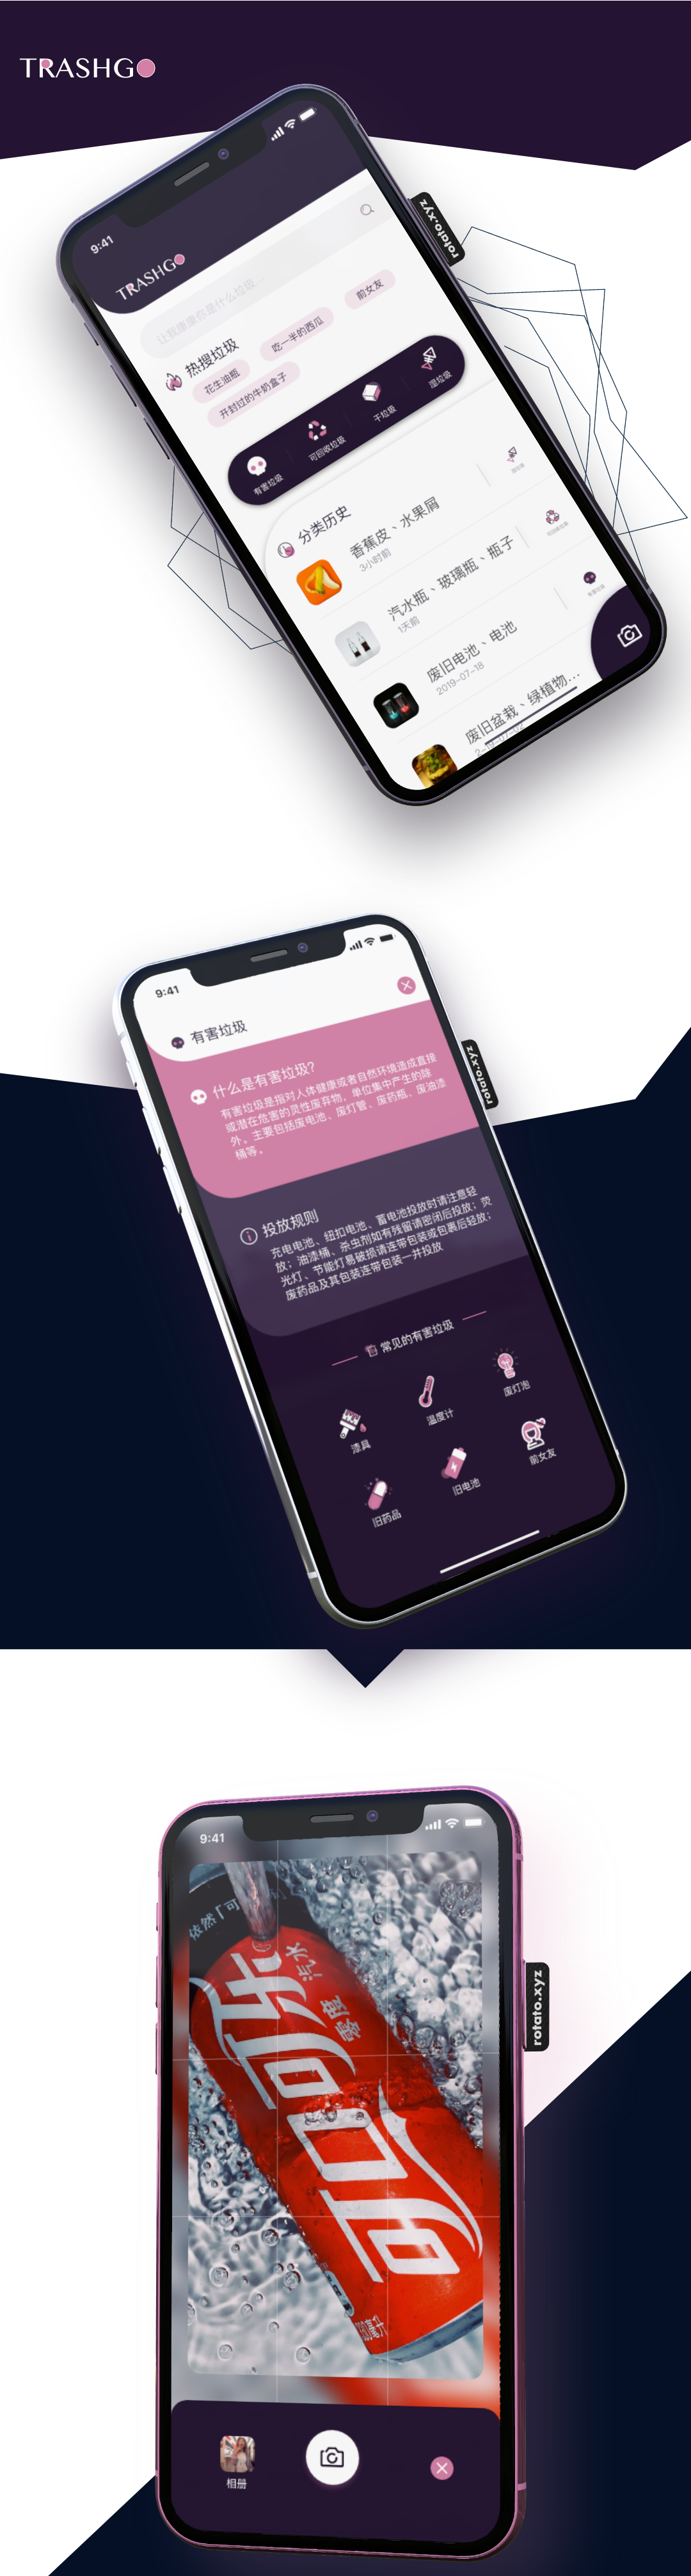 TRASHGO
rotato.xyz
9:41
TRASHGO
让我康康你是什么垃圾
热搜垃圾
花生油瓶
吃一半的西瓜
前女友
开封过的牛奶盒子
有害垃圾
可回收垃圾
干垃圾
湿垃圾
分类历史
香蕉皮、水果屑
3小时前
湿垃圾
汽水瓶、玻璃瓶、瓶子
1天前
可回收垃圾
废旧电池、电池
2019-07-18
有害垃圾
废旧盆栽、绿植物...
rotato.xyz
9:41
有害垃圾
什么是有害垃圾?
有害垃圾是指对人体健康或者自然环境造成直接
或潜在危害的灵性废弃物，单位集中产生的除
外。主要包括废电池、废灯管、废药瓶、废油漆
桶等。
投放规则
充电电池、纽扣电池、蓄电池投放时请注意轻
放；油漆桶、杀虫剂如有残留请密闭后投放；荧
光灯、节能灯易破损请连带包装或包裹后轻放；
废药品及其包装连带包装一并投放
常见的有害垃圾
漆具
温度计
废灯泡
旧药品
旧电池
前女友
rotato.xyz
9:41
依然「可
汽水
可口可乐
相册